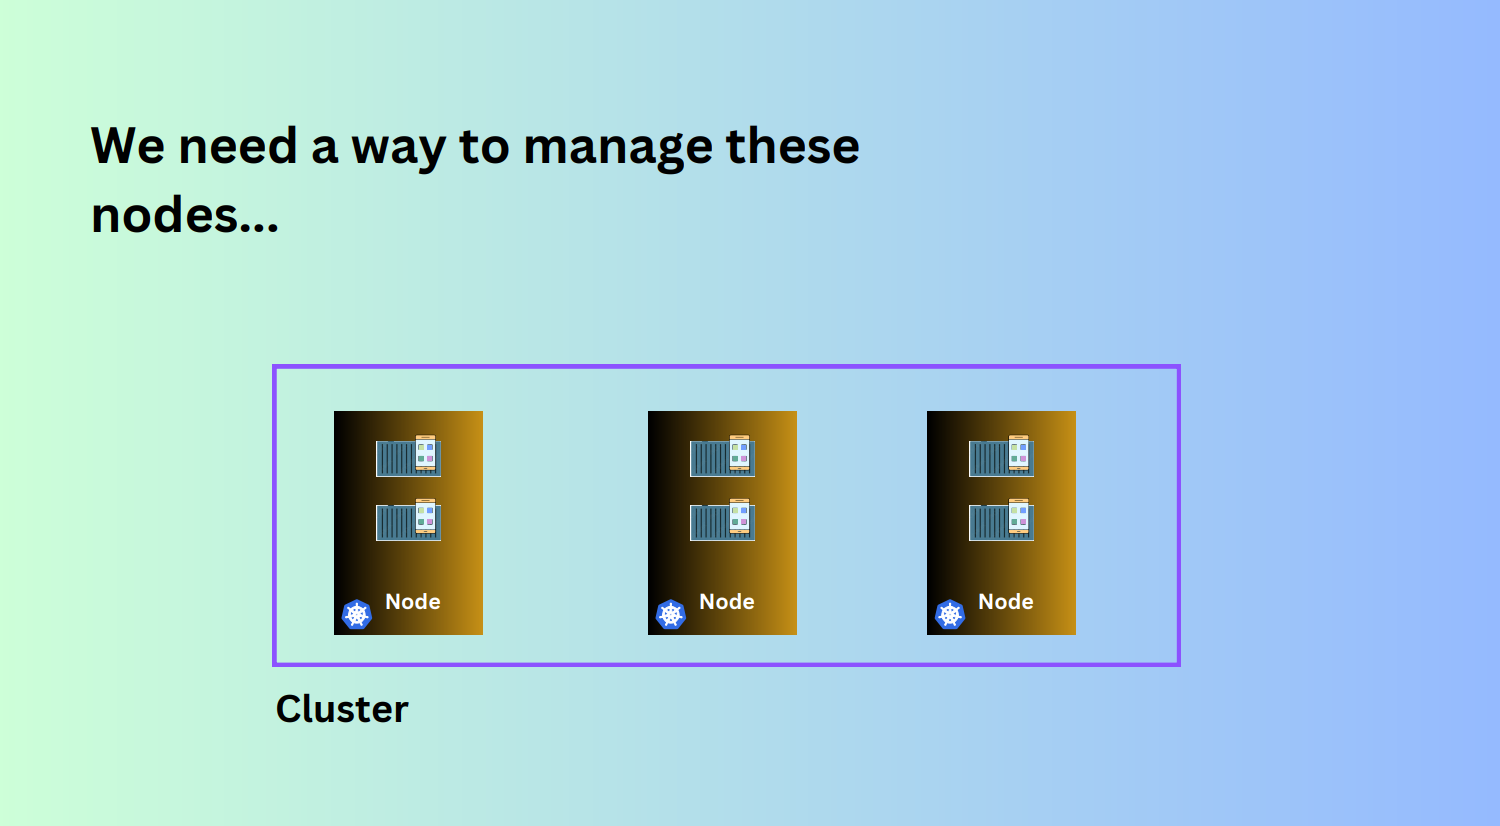 We need a way to manage these
nodes...
Node
Node
Node
Cluster